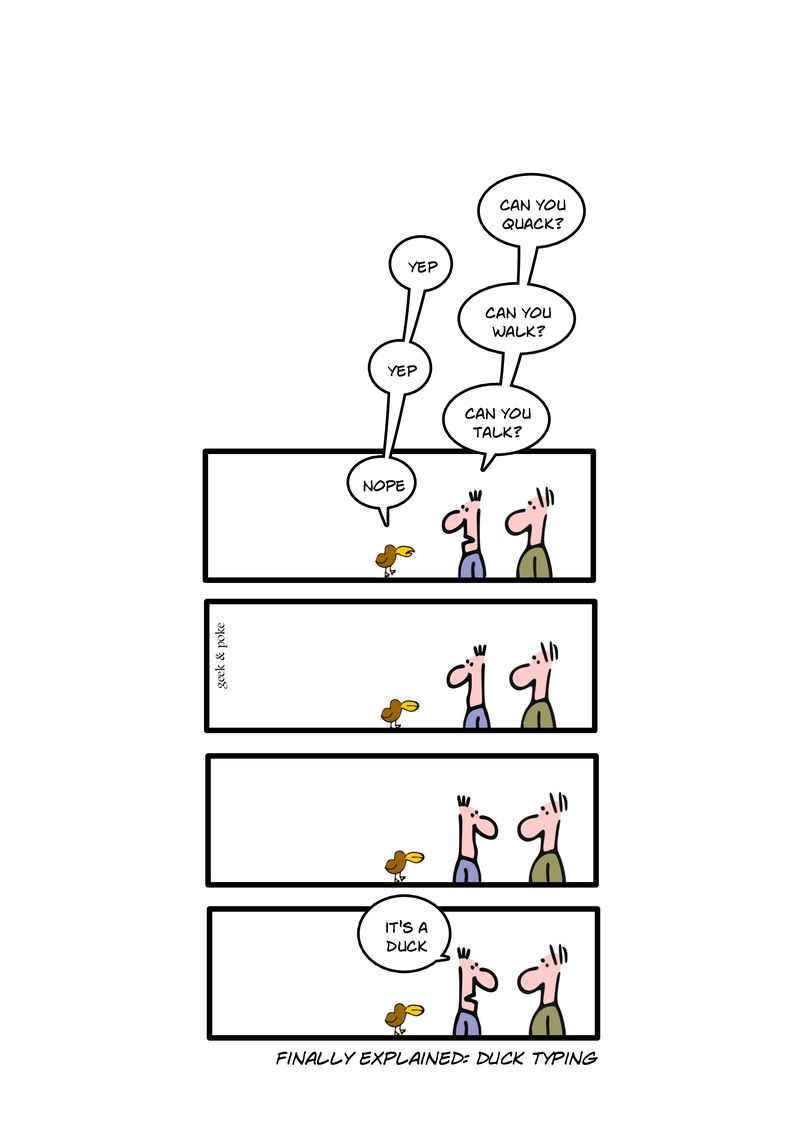 CAN YOU
QUACK?
YEP
CAN YOU
WALK?
YEP
CAN YOU
TALK?
NOPE
geek & poke
IT'S A
DUCK
FINALLY EXPLAINED: DUCK TYPING